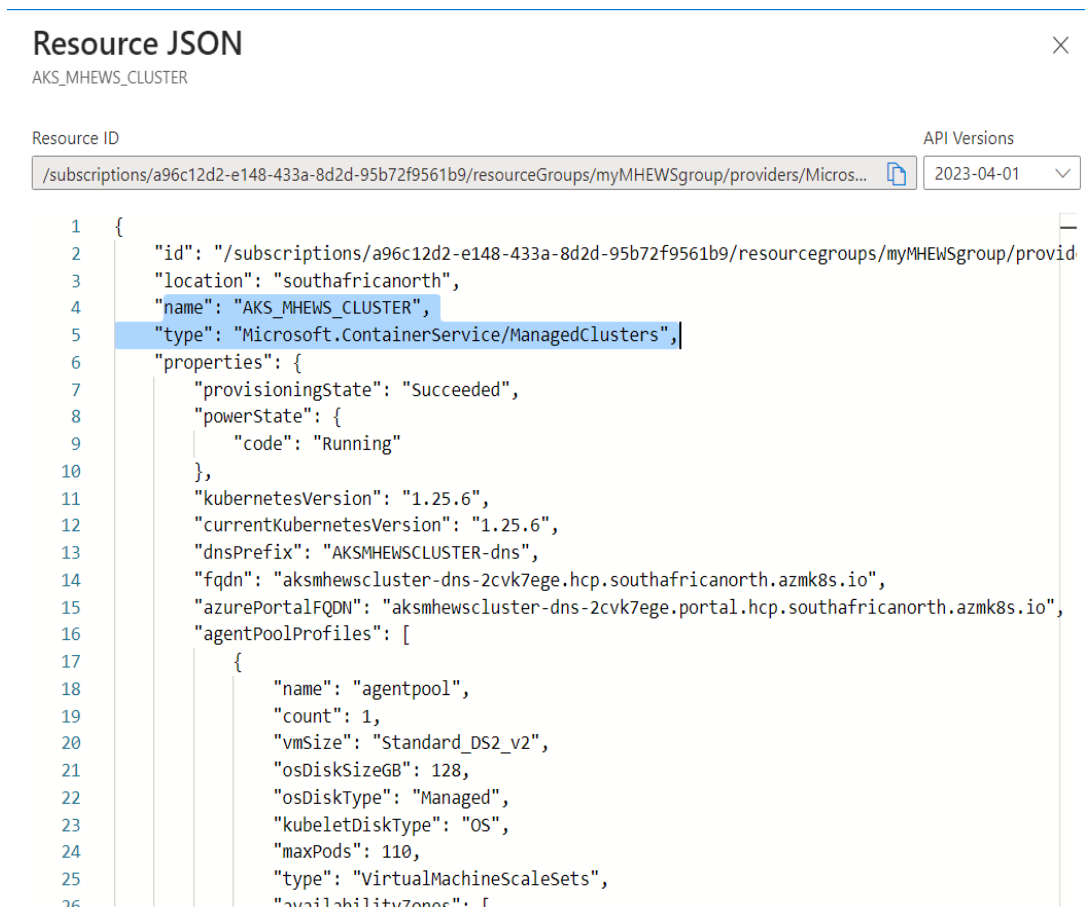 Resource JSON
AKS_MHEWS_CLUSTER
Resource ID
API Versions
/subscriptions/a96c12d2-e148-433a-8d2d-95b72f9561b9/resourceGroups/myMHEWSgroup/providers/Micros...
2023-04-01
1 {
2 "id": "/subscriptions/a96c12d2-e148-433a-8d2d-95b72f9561b9/resourcegroups/myMHEWSgroup/provid
3 "location": "southafricanorth",
4 "name": "AKS_MHEWS_CLUSTER",
5 "type": "Microsoft.ContainerService/ManagedClusters",
6 "properties": {
7 "provisioningState": "Succeeded",
8 "powerState": {
9 "code": "Running"
10 },
11 "kubernetesVersion": "1.25.6",
12 "currentKubernetesVersion": "1.25.6",
13 "dnsPrefix": "AKSMHEWSCLUSTER-dns",
14 "fqdn": "aksmhewscluster-dns-2cvk7ege.hcp.southafricanorth.azmk8s.io",
15 "azurePortalFQDN": "aksmhewscluster-dns-2cvk7ege.portal.hcp.southafricanorth.azmk8s.io",
16 "agentPoolProfiles": [
17 {
18 "name": "agentpool",
19 "count": 1,
20 "vmSize": "Standard_DS2_v2",
21 "osDiskSizeGB": 128,
22 "osDiskType": "Managed",
23 "kubeletDiskType": "OS",
24 "maxPods": 110,
25 "type": "VirtualMachineScaleSets",
26 "availabilityZones": [